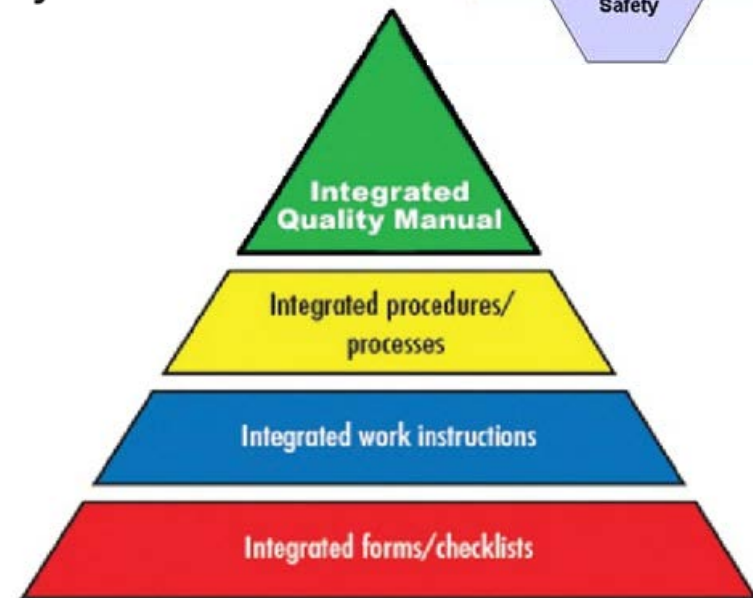 Safety
Integrated
Quality Manual
Integrated procedures/
processes
Integrated work instructions
Integrated forms/checklists